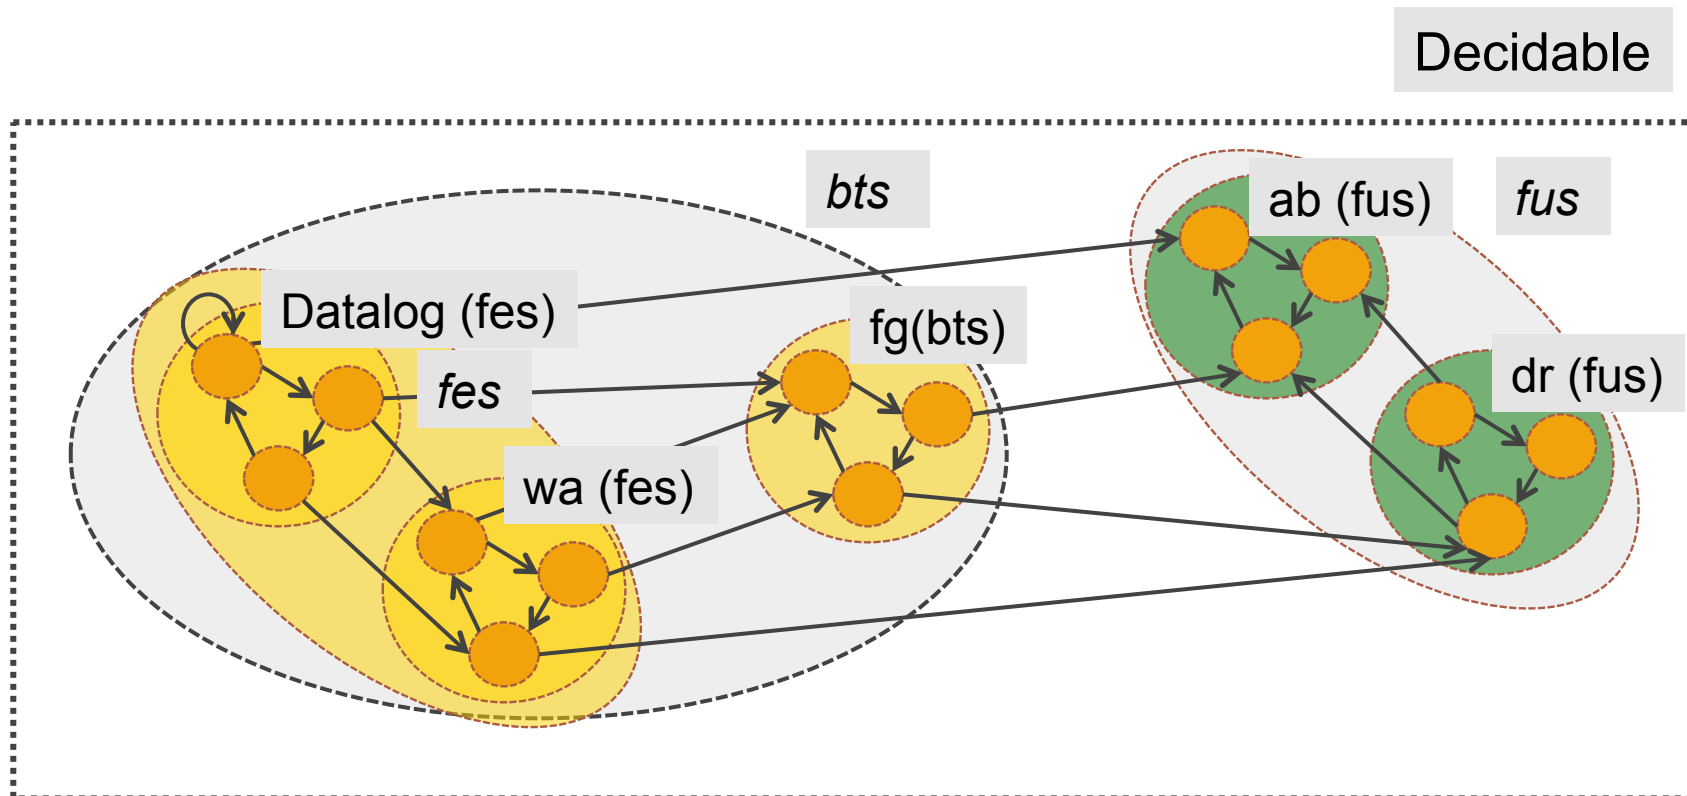 Decidable
bts
ab (fus)
fus
Datalog (fes)
fg(bts)
fes
dr (fus)
wa (fes)